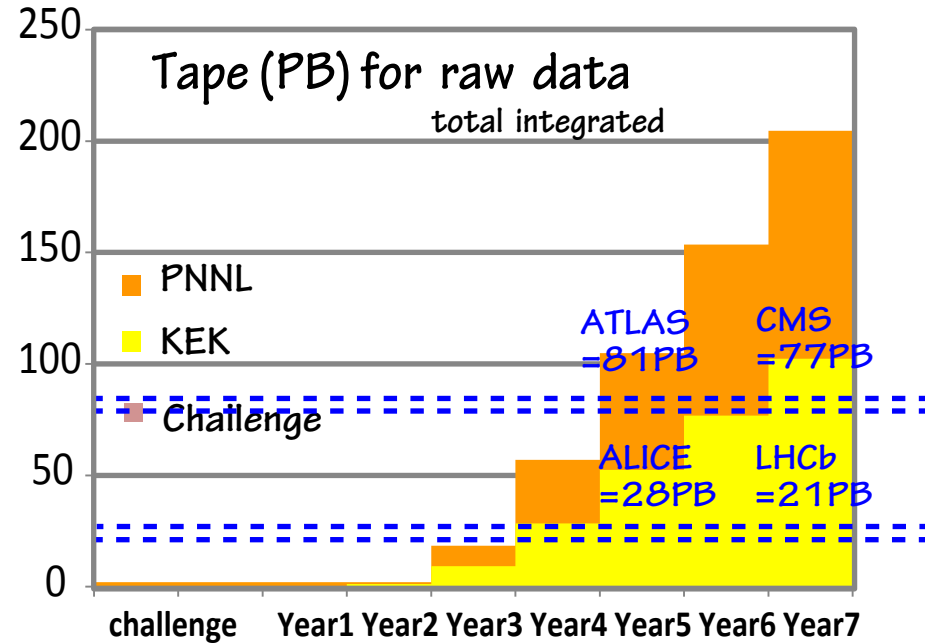 250
Tape (PB) for raw data
total integrated
200
150
PNNL
KEK
ATLAS
=81PB
CMS
=77PB
100
Challenge
ALICE
=28PB
LHCb
=21PB
50
0
challenge Year1 Year2 Year3 Year4 Year5 Year6 Year7